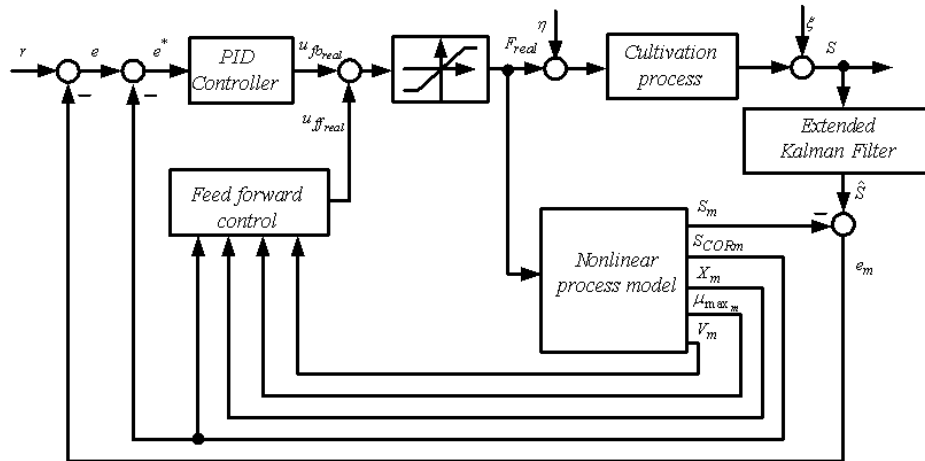 r
e
e*
PID
Controller
u_fb_real
F_real
η
Cultivation
process
ζ
S
u_ff_real
Extended
Kalman Filter
Ŝ
Feed forward
control
Nonlinear
process model
S_m
S_CORm
X_m
μ_max_m
V_m
e_m
−
−
−